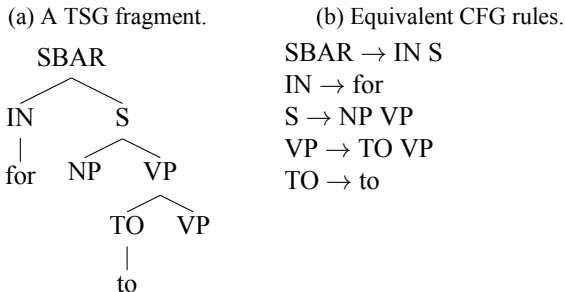 (a) A TSG fragment.
SBAR
IN S
for NP VP
TO VP
to
(b) Equivalent CFG rules.
SBAR → IN S
IN → for
S → NP VP
VP → TO VP
TO → to